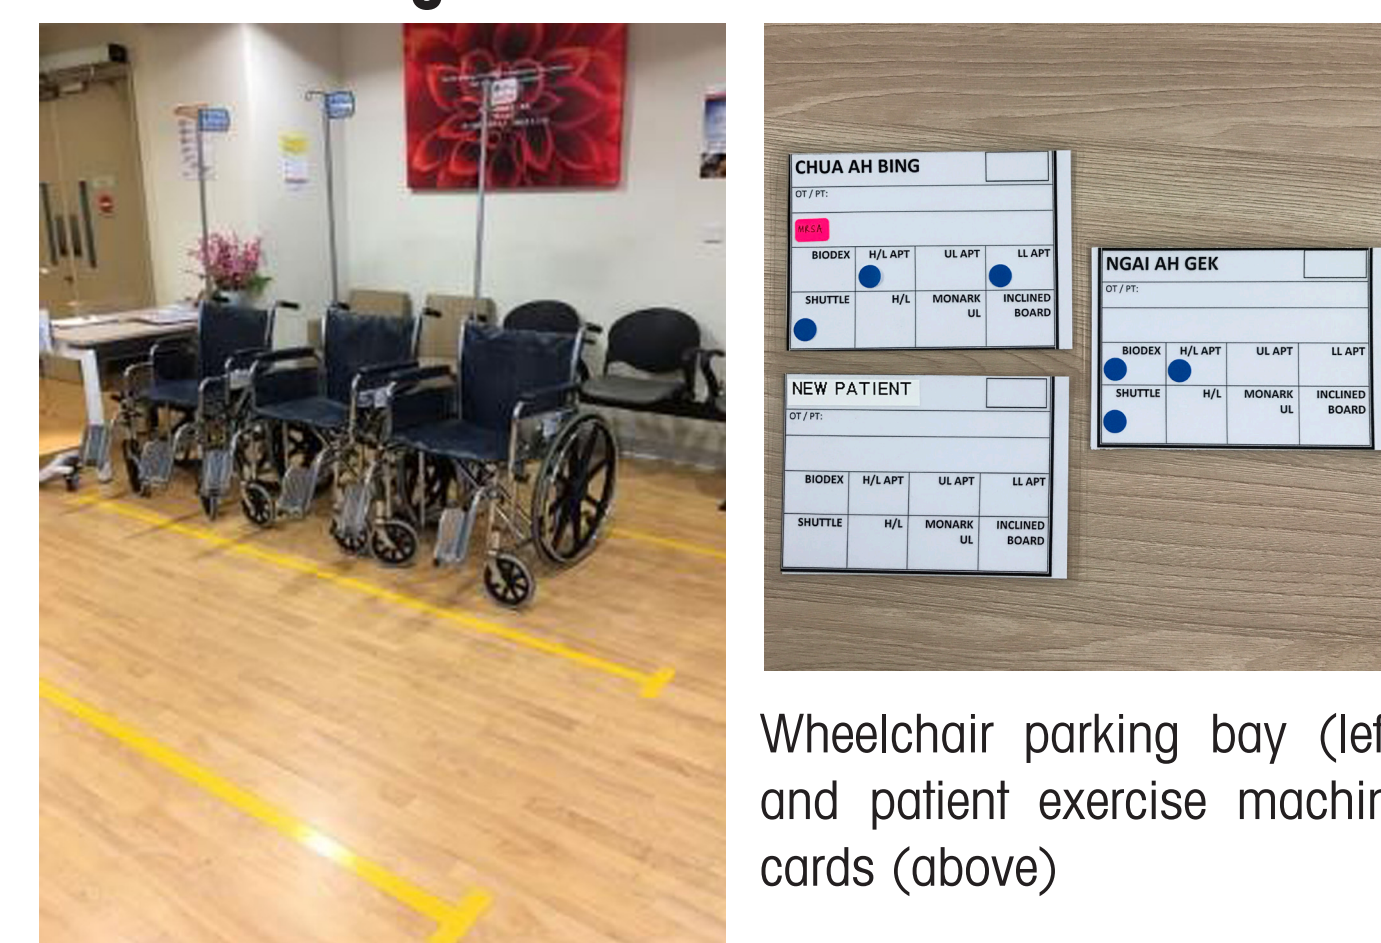 CHUA AH BING
OT / PT:
MRSA
BIODEX H/L APT UL APT LL APT
SHUTTLE H/L MONARK UL INCLINED BOARD
NGAI AH GEK
OT / PT:
BIODEX H/L APT UL APT LL APT
SHUTTLE H/L MONARK UL INCLINED BOARD
NEW PATIENT
OT / PT:
BIODEX H/L APT UL APT LL APT
SHUTTLE H/L MONARK UL INCLINED BOARD
Wheelchair parking bay (lef
and patient exercise machin
cards (above)